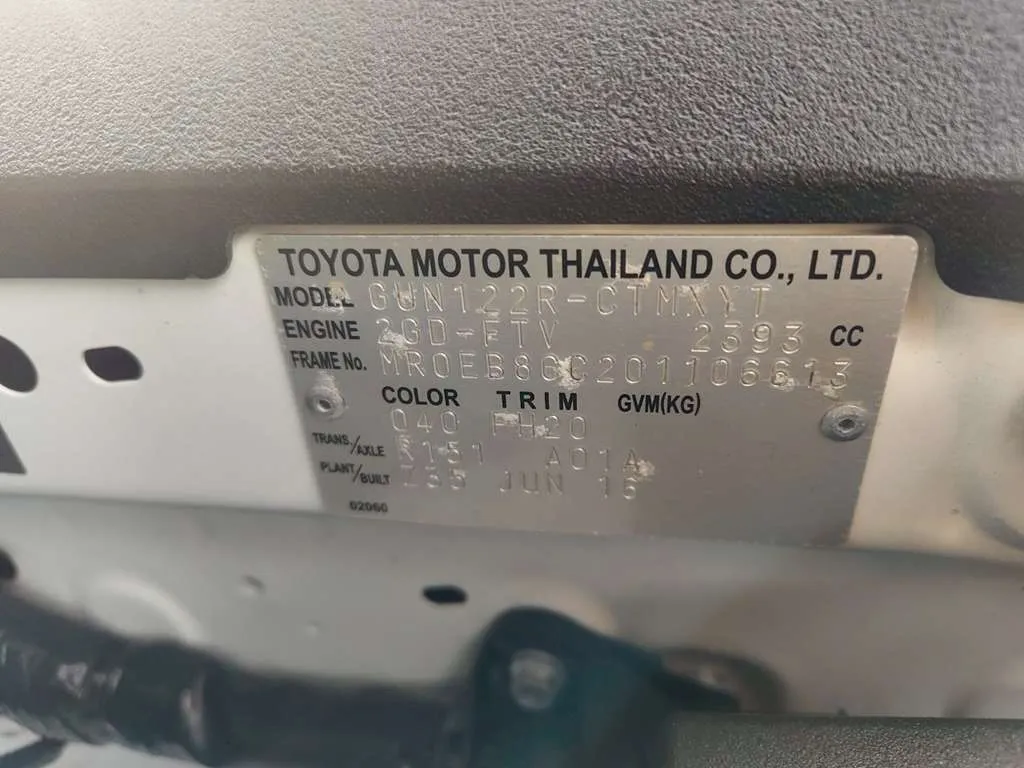 TOYOTA MOTOR THAILAND CO., LTD.
MODEL GUN122R-CTMXYT
ENGINE 2GD-FTV 2393 CC
FRAME No. MR0EB8CC201106613
COLOR TRIM GVM(KG)
040 FH20
TRANS./AXLE R151 A01A
PLANT/BUILT Z55 JUN 16
02060